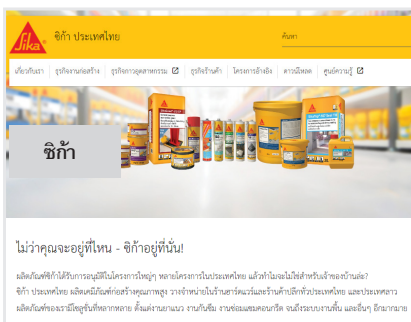 Sika
ซิก้า ประเทศไทย
ค้นหา
เกี่ยวกับเรา ธุรกิจงานก่อสร้าง ธุรกิจภาคอุตสาหกรรม ธุรกิจร้านค้า โครงการอ้างอิง ดาวน์โหลด ศูนย์ความรู้
ซิก้า
ไม่ว่าคุณจะอยู่ที่ไหน - ซิก้าอยู่ที่นั่น!
ผลิตภัณฑ์ซิก้าได้รับการอนุมัติในโครงการใหญ่ๆ หลายโครงการในประเทศไทย แล้วทำไมจะไม่ใช่สำหรับเจ้าของบ้านล่ะ?
ซิก้า ประเทศไทย ผลิตเคมีภัณฑ์ก่อสร้างคุณภาพสูง วางจำหน่ายในร้านฮาร์ดแวร์และร้านค้าปลีกทั่วประเทศไทย และประเทศลาว
ผลิตภัณฑ์ของเรามีโซลูชั่นที่หลากหลาย ตั้งแต่งานยาแนว งานกันซึม งานซ่อมแซมคอนกรีต จนถึงระบบงานพื้น และอื่นๆ อีกมากมาย